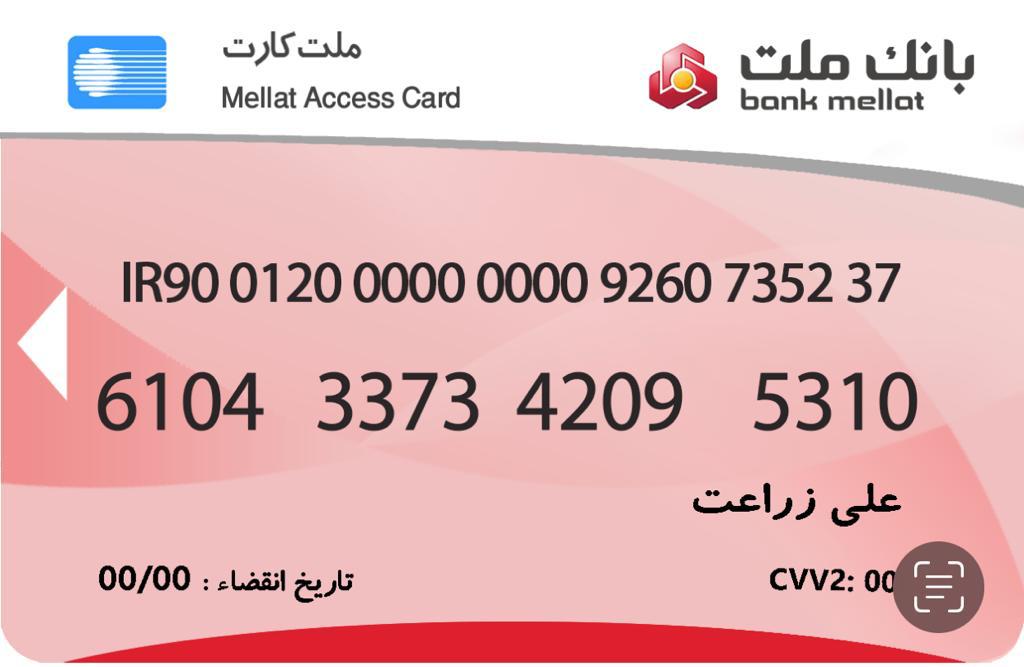 ملت کارت
Mellat Access Card
بانك ملت
bank mellat
IR90 0120 0000 0000 9260 7352 37
6104 3373 4209 5310
علی زراعت
تاریخ انقضاء : 00/00
CVV2: 00